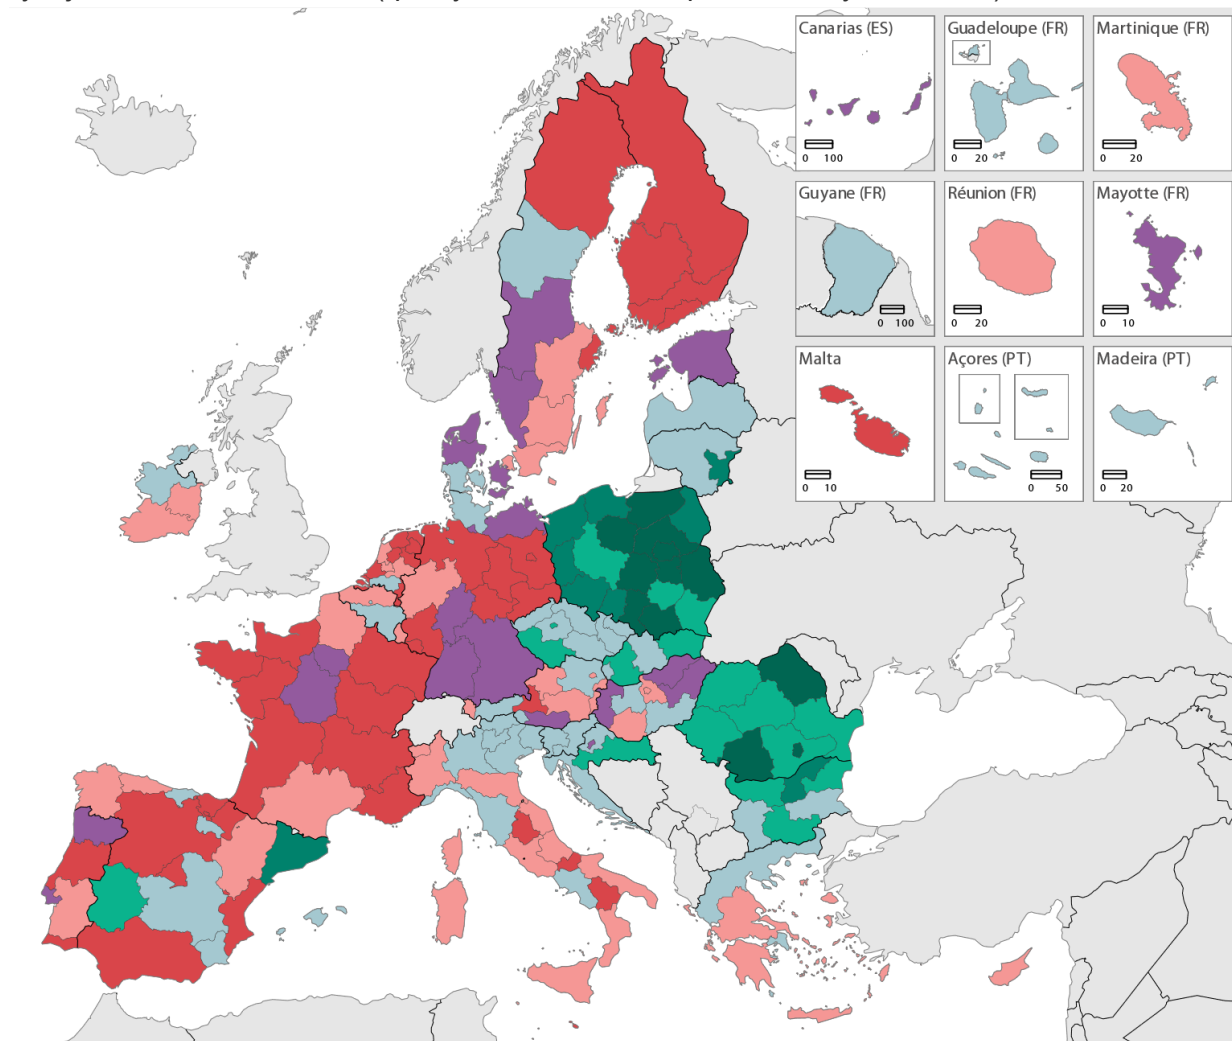 Canarias (ES)
0 100
Guadeloupe (FR)
0 20
Martinique (FR)
0 20
Guyane (FR)
0 100
Réunion (FR)
0 20
Mayotte (FR)
0 10
Malta
0 10
Açores (PT)
0 50
Madeira (PT)
0 20